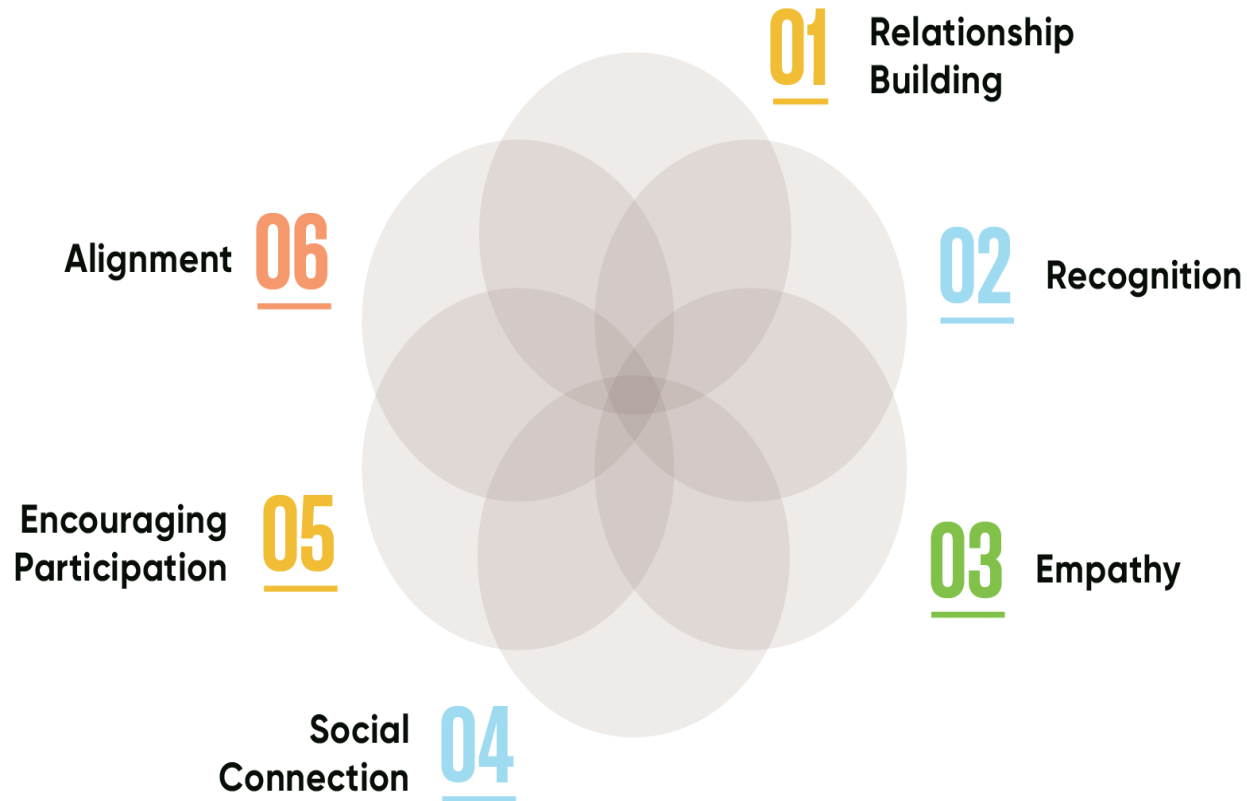 01
Relationship
Building
02
Recognition
03
Empathy
04
Social
Connection
05
Encouraging
Participation
06
Alignment